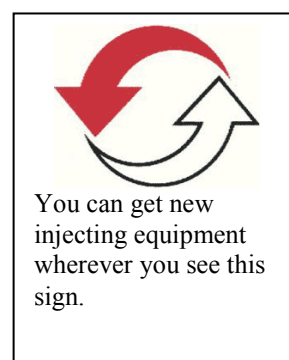 You can get new
injecting equipment
wherever you see this
sign.